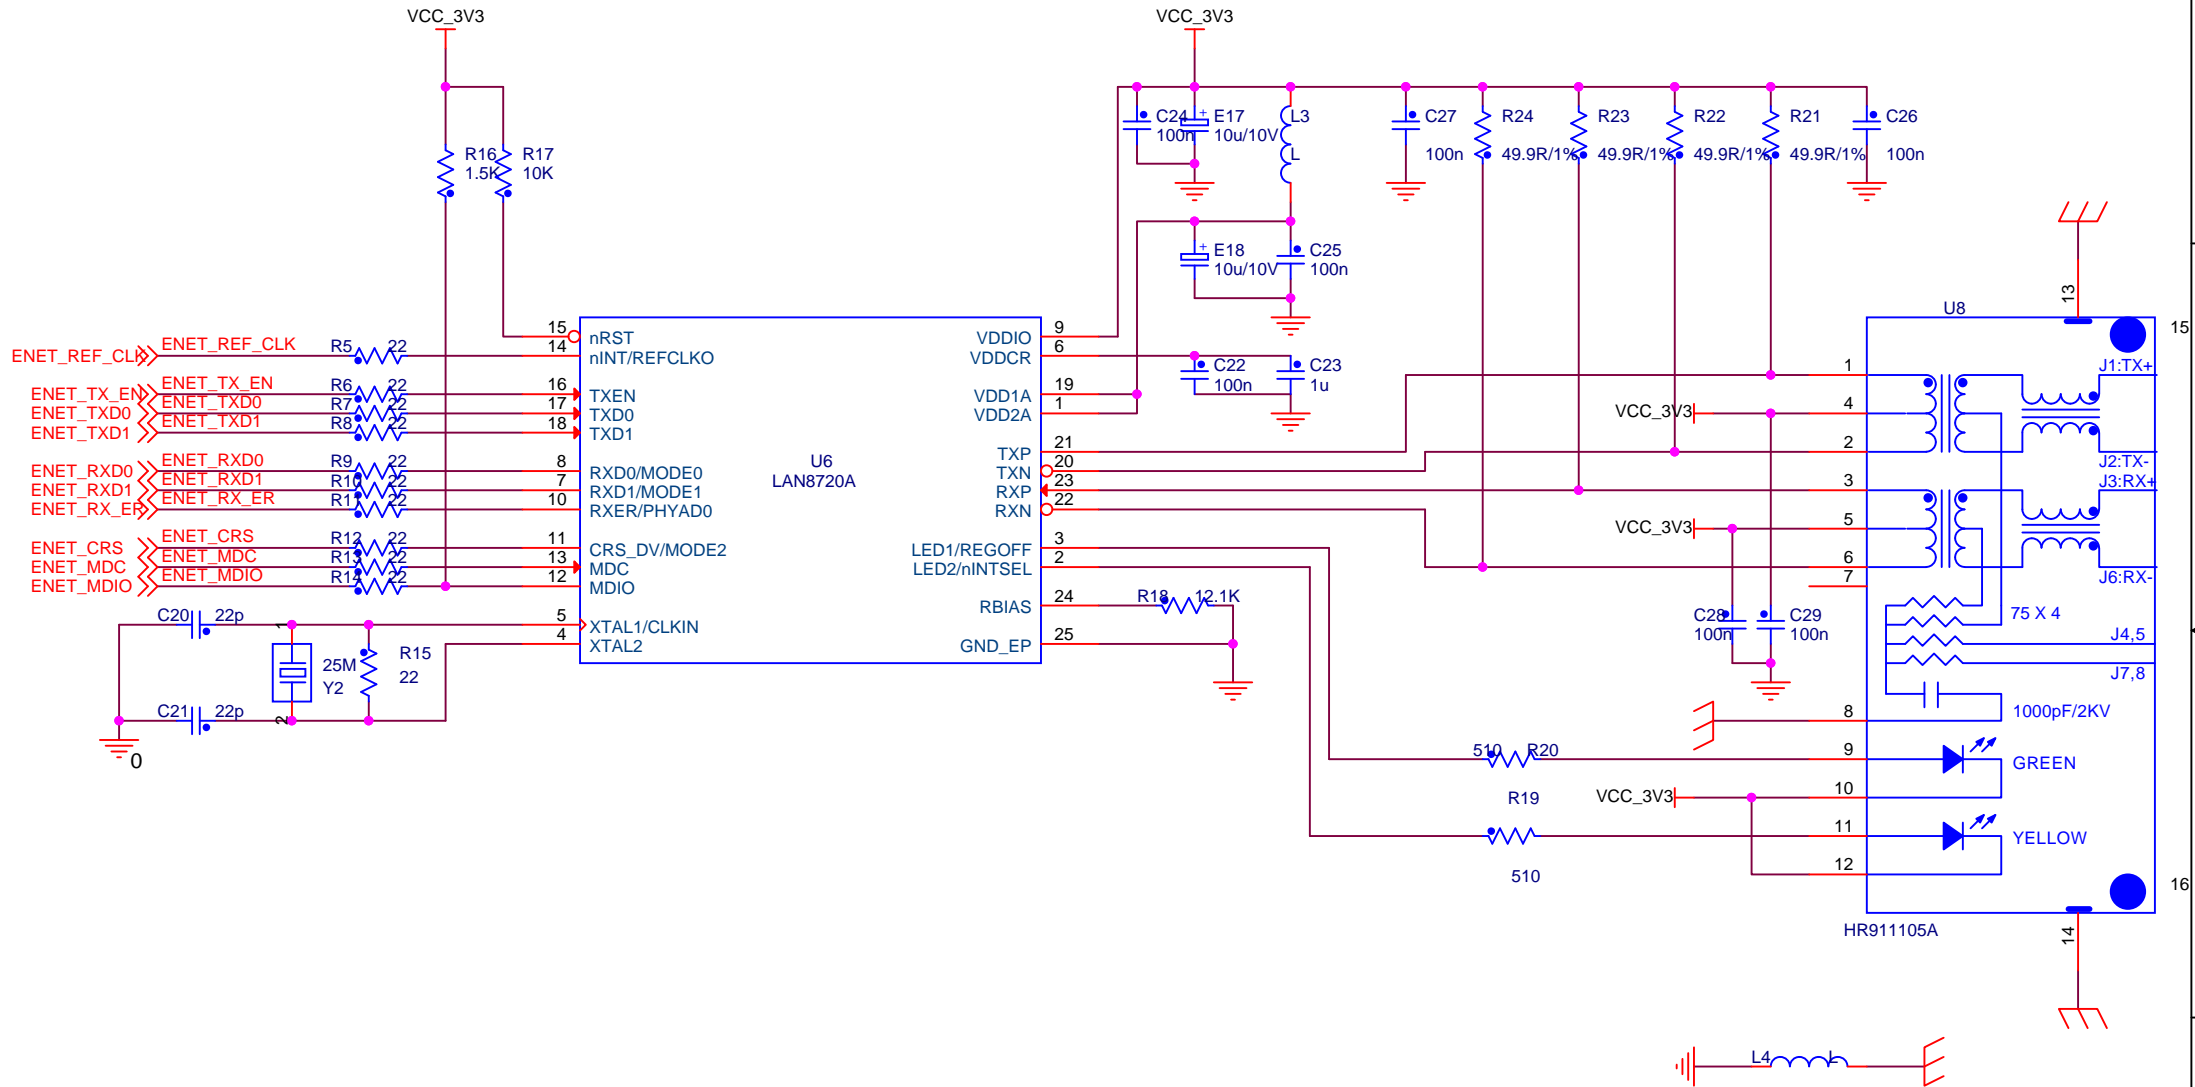 VCC_3V3
VCC_3V3
C24
100n
E17
10u/10V
L3
L
C27
100n
R24
49.9R/1%
R23
49.9R/1%
R22
49.9R/1%
R21
49.9R/1%
C26
100n
R16
1.5K
R17
10K
E18
10u/10V
C25
100n
ENET_REF_CLK
ENET_REF_CLK
R5
22
ENET_TX_EN
ENET_TX_EN
R6
22
ENET_TXD0
ENET_TXD0
R7
22
ENET_TXD1
ENET_TXD1
R8
22
ENET_RXD0
ENET_RXD0
R9
22
ENET_RXD1
ENET_RXD1
R10
22
ENET_RX_ER
ENET_RX_ER
R11
22
ENET_CRS
ENET_CRS
R12
22
ENET_MDC
ENET_MDC
R13
22
ENET_MDIO
ENET_MDIO
R14
22
C20
22p
1
25M
Y2
2
R15
22
C21
22p
0
15
nRST
14
nINT/REFCLKO
16
TXEN
17
TXD0
18
TXD1
8
RXD0/MODE0
7
RXD1/MODE1
10
RXER/PHYAD0
11
CRS_DV/MODE2
13
MDC
12
MDIO
5
XTAL1/CLKIN
4
XTAL2
U6
LAN8720A
VDDIO
9
VDDCR
6
VDD1A
19
VDD2A
1
TXP
21
TXN
20
RXP
23
RXN
22
LED1/REGOFF
3
LED2/nINTSEL
2
RBIAS
24
GND_EP
25
C22
100n
C23
1u
R18
12.1K
VCC_3V3
VCC_3V3
C28
100n
C29
100n
510
R20
R19
510
VCC_3V3
U8
13
15
1
4
2
3
5
6
7
8
9
10
11
12
J1:TX+
J2:TX-
J3:RX+
J6:RX-
75 X 4
J4,5
J7,8
1000pF/2KV
GREEN
YELLOW
16
HR911105A
14
L4
L